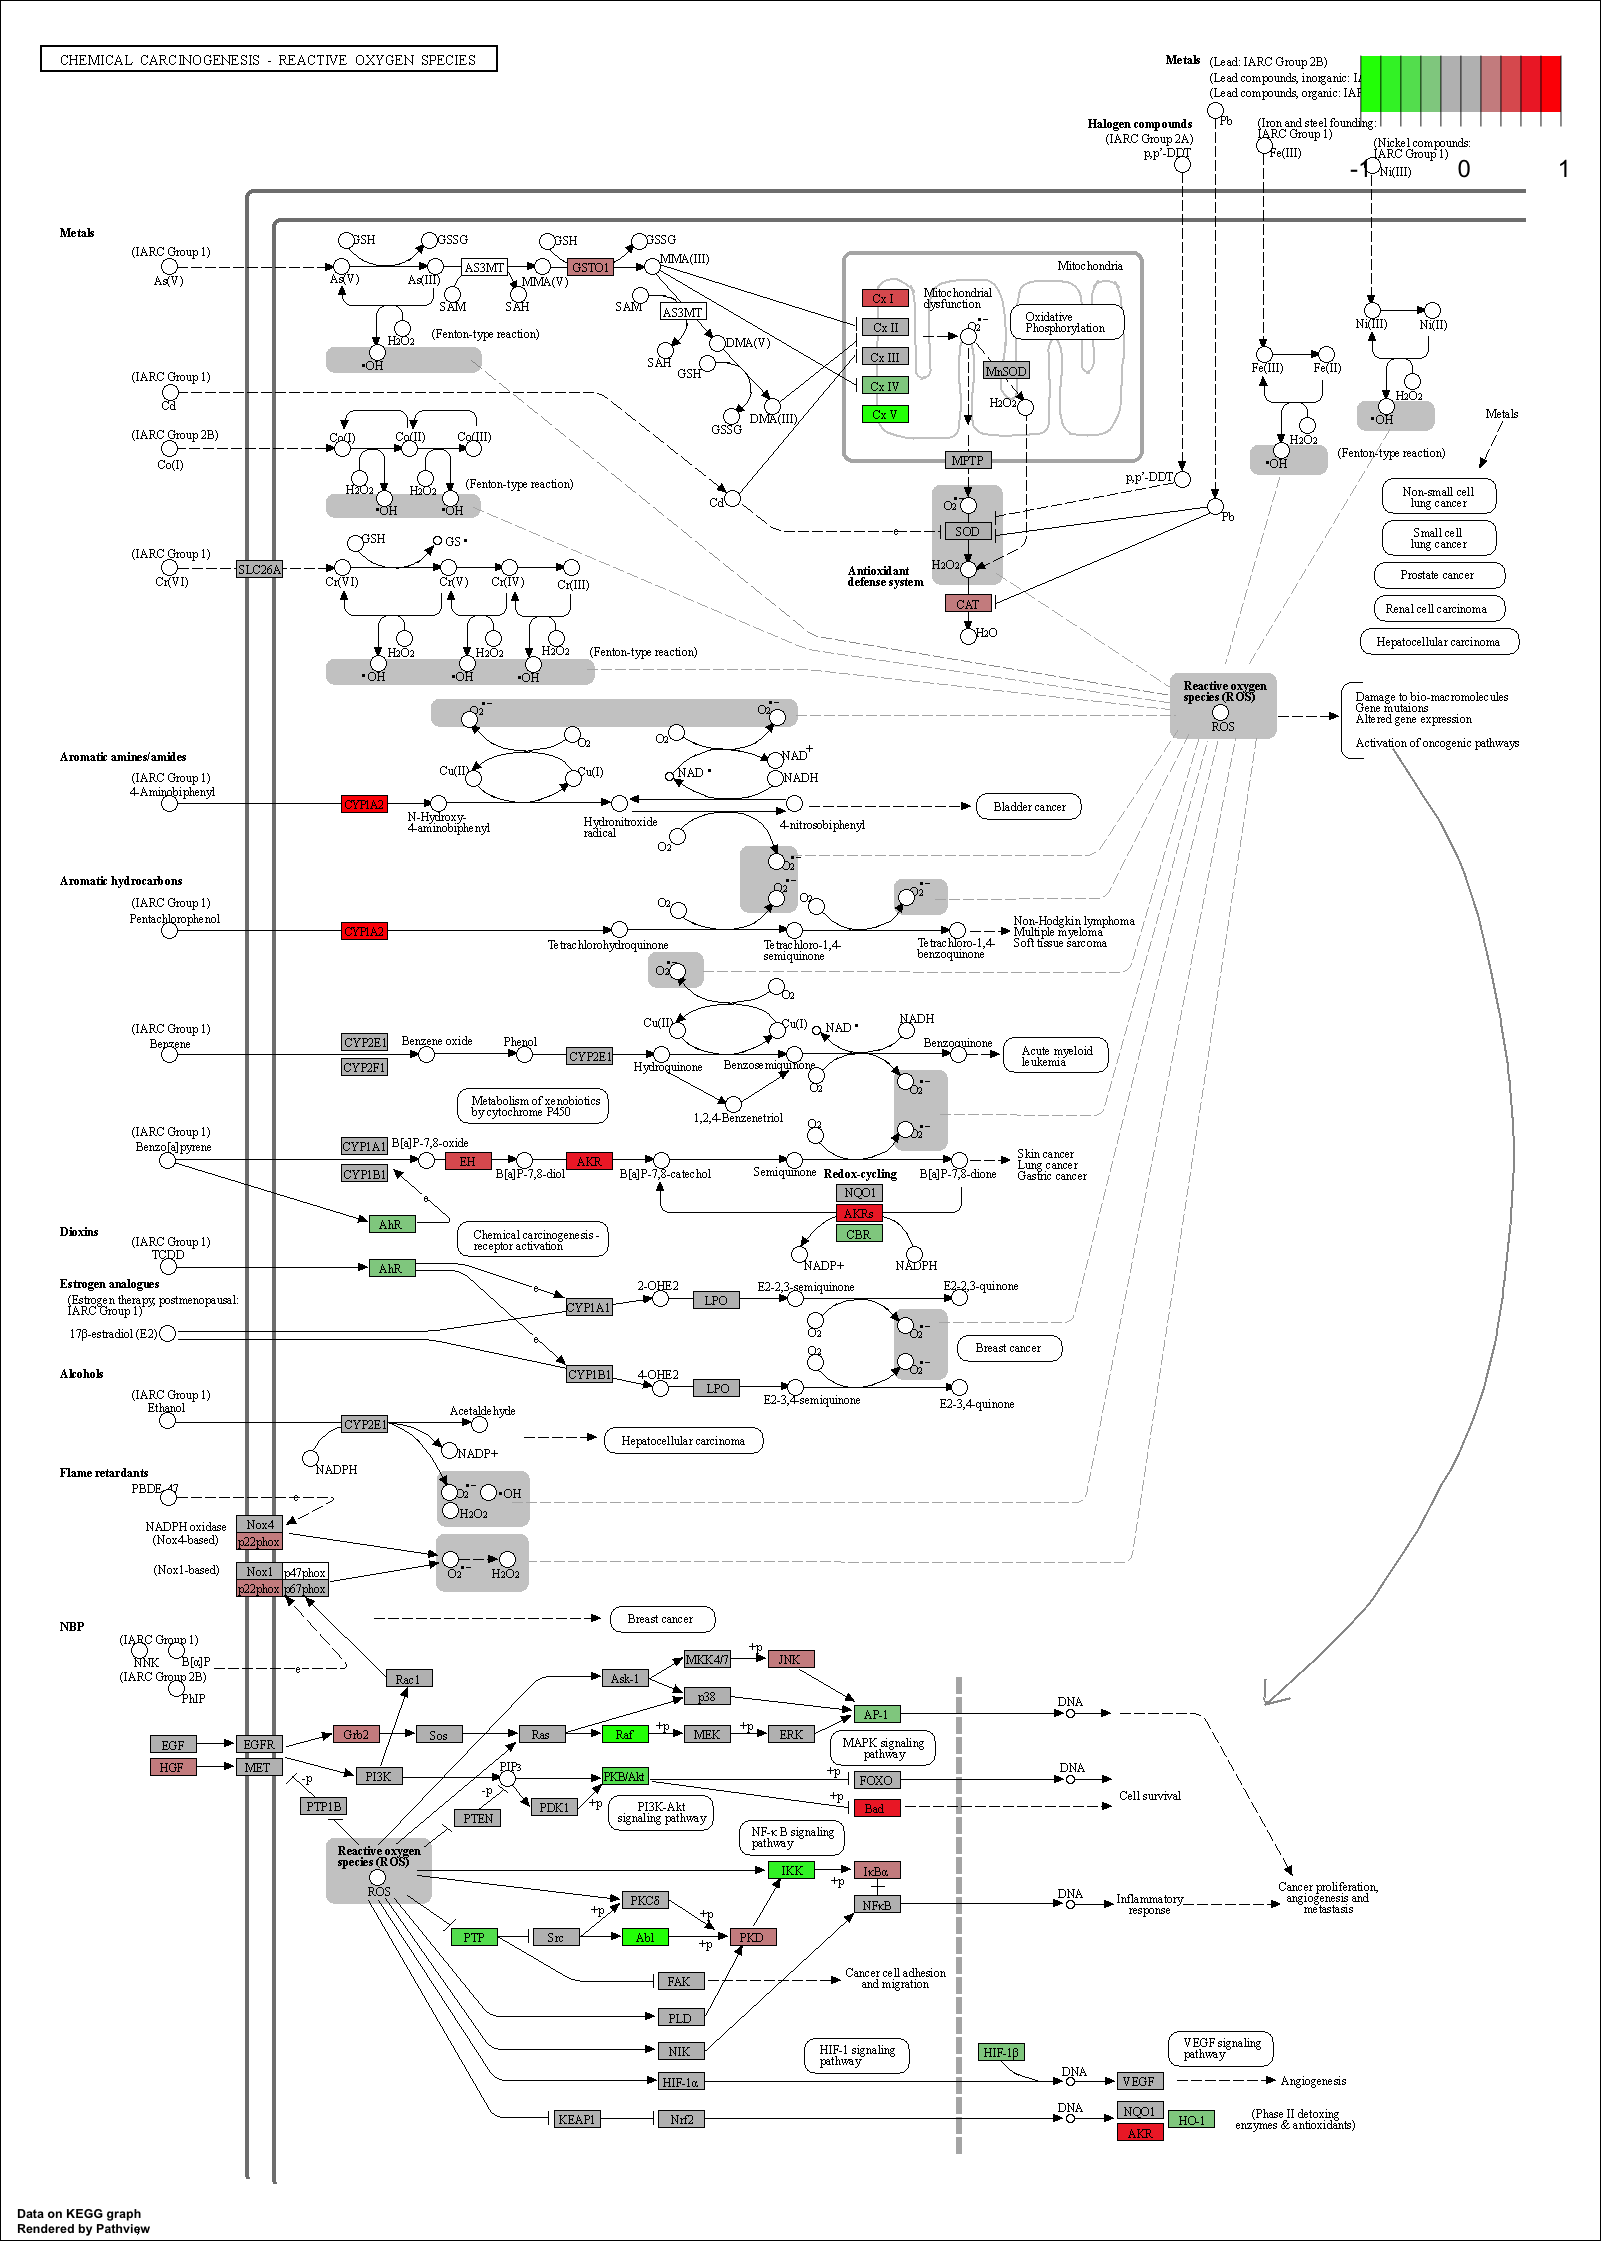 CHEMICAL CARCINOGENESIS - REACTIVE OXYGEN SPECIES
Metals
(Lead: IARC Group 2B)
(Lead compounds, inorganic: IA
(Lead compounds, organic: IAR
Pb
Halogen compounds
(IARC Group 2A)
p,p'-DDT
(Iron and steel founding:
IARC Group 1)
Fe(III)
(Nickel compounds:
IARC Group 1)
Ni(III)
-1
0
1
Metals
(IARC Group 1)
As(V)
GSH
GSSG
GSH
GSSG
As(V)
As(III)
AS3MT
MMA(V)
GSTO1
MMA(III)
SAM
SAH
SAM
AS3MT
SAH
DMA(V)
GSH
GSSG
DMA(III)
H2O2
(Fenton-type reaction)
•OH
Mitochondria
Cx I
Cx II
Cx III
Cx IV
Cx V
Mitochondrial
dysfunction
O2•−
Oxidative
Phosphorylation
MnSOD
H2O2
MPTP
Ni(III)
Ni(II)
H2O2
•OH
Fe(III)
Fe(II)
H2O2
•OH
(Fenton-type reaction)
Metals
Non-small cell
lung cancer
Small cell
lung cancer
Prostate cancer
Renal cell carcinoma
Hepatocellular carcinoma
(IARC Group 1)
Cd
(IARC Group 2B)
Co(I)
Co(I)
Co(II)
Co(III)
H2O2
H2O2
(Fenton-type reaction)
•OH
•OH
Cd
p,p'-DDT
Pb
O2•−
e
SOD
H2O2
Antioxidant
defense system
CAT
H2O
(IARC Group 1)
Cr(VI)
SLC26A
GSH
GS•
Cr(VI)
Cr(V)
Cr(IV)
Cr(III)
H2O2
H2O2
H2O2
(Fenton-type reaction)
•OH
•OH
•OH
Reactive oxygen
species (ROS)
ROS
Damage to bio-macromolecules
Gene mutaions
Altered gene expression
Activation of oncogenic pathways
Aromatic amines/amides
(IARC Group 1)
4-Aminobiphenyl
CYP1A2
O2•−
O2
Cu(II)
Cu(I)
N-Hydroxy-
4-aminobiphenyl
O2•−
O2
NAD+
NAD•
NADH
Hydronitroxide
radical
4-nitrosobiphenyl
O2
O2•−
Bladder cancer
Aromatic hydrocarbons
(IARC Group 1)
Pentachlorophenol
CYP1A2
Tetrachlorohydroquinone
O2
O2•−
Tetrachloro-1,4-
semiquinone
O2
O2•−
Tetrachloro-1,4-
benzoquinone
Non-Hodgkin lymphoma
Multiple myeloma
Soft tissue sarcoma
(IARC Group 1)
Benzene
CYP2E1
CYP2F1
Benzene oxide
Phenol
CYP2E1
Hydroquinone
O2•−
O2
Cu(II)
Cu(I)
Benzosemiquinone
1,2,4-Benzenetriol
NAD•
NADH
O2
O2•−
Benzoquinone
Acute myeloid
leukemia
Metabolism of xenobiotics
by cytochrome P450
(IARC Group 1)
Benzo[a]pyrene
CYP1A1
CYP1B1
B[a]P-7,8-oxide
EH
B[a]P-7,8-diol
AKR
B[a]P-7,8-catechol
Semiquinone
O2
O2•−
B[a]P-7,8-dione
Skin cancer
Lung cancer
Gastric cancer
e
AhR
Redox-cycling
NQO1
AKRs
CBR
NADP+
NADPH
Chemical carcinogenesis -
receptor activation
Dioxins
(IARC Group 1)
TCDD
AhR
e
e
Estrogen analogues
(Estrogen therapy, postmenopausal:
IARC Group 1)
17β-estradiol (E2)
CYP1A1
2-OHE2
LPO
E2-2,3-semiquinone
E2-2,3-quinone
O2
O2•−
O2
O2•−
CYP1B1
4-OHE2
LPO
E2-3,4-semiquinone
E2-3,4-quinone
Breast cancer
Alcohols
(IARC Group 1)
Ethanol
CYP2E1
Acetaldehyde
NADP+
NADPH
O2•−
•OH
H2O2
Hepatocellular carcinoma
Flame retardants
PBDE-47
e
NADPH oxidase
(Nox4-based)
Nox4
p22phox
(Nox1-based)
Nox1
p47phox
p22phox
p67phox
O2•−
H2O2
Breast cancer
NBP
(IARC Group 1)
NNK
B[α]P
(IARC Group 2B)
PhIP
e
Rac1
Ask-1
MKK4/7
+p
JNK
p38
AP-1
DNA
EGF
EGFR
Grb2
Sos
Ras
Raf
+p
MEK
+p
ERK
MAPK signaling
pathway
HGF
MET
-p
PI3K
PIP3
-p
PKB/Akt
+p
FOXO
DNA
Cell survival
PTP1B
PTEN
PDK1
+p
PI3K-Akt
signaling pathway
+p
Bad
NF-κB signaling
pathway
Reactive oxygen
species (ROS)
ROS
IKK
+p
IκBα
PKCδ
+p
+p
NFκB
DNA
Inflammatory
response
Cancer proliferation,
angiogenesis and
metastasis
PTP
Src
Abl
+p
PKD
FAK
Cancer cell adhesion
and migration
PLD
NIK
HIF-1 signaling
pathway
HIF-1β
VEGF signaling
pathway
HIF-1α
DNA
VEGF
Angiogenesis
KEAP1
Nrf2
DNA
NQO1
AKR
HO-1
(Phase II detoxing
enzymes & antioxidants)
Data on KEGG graph
Rendered by Pathview